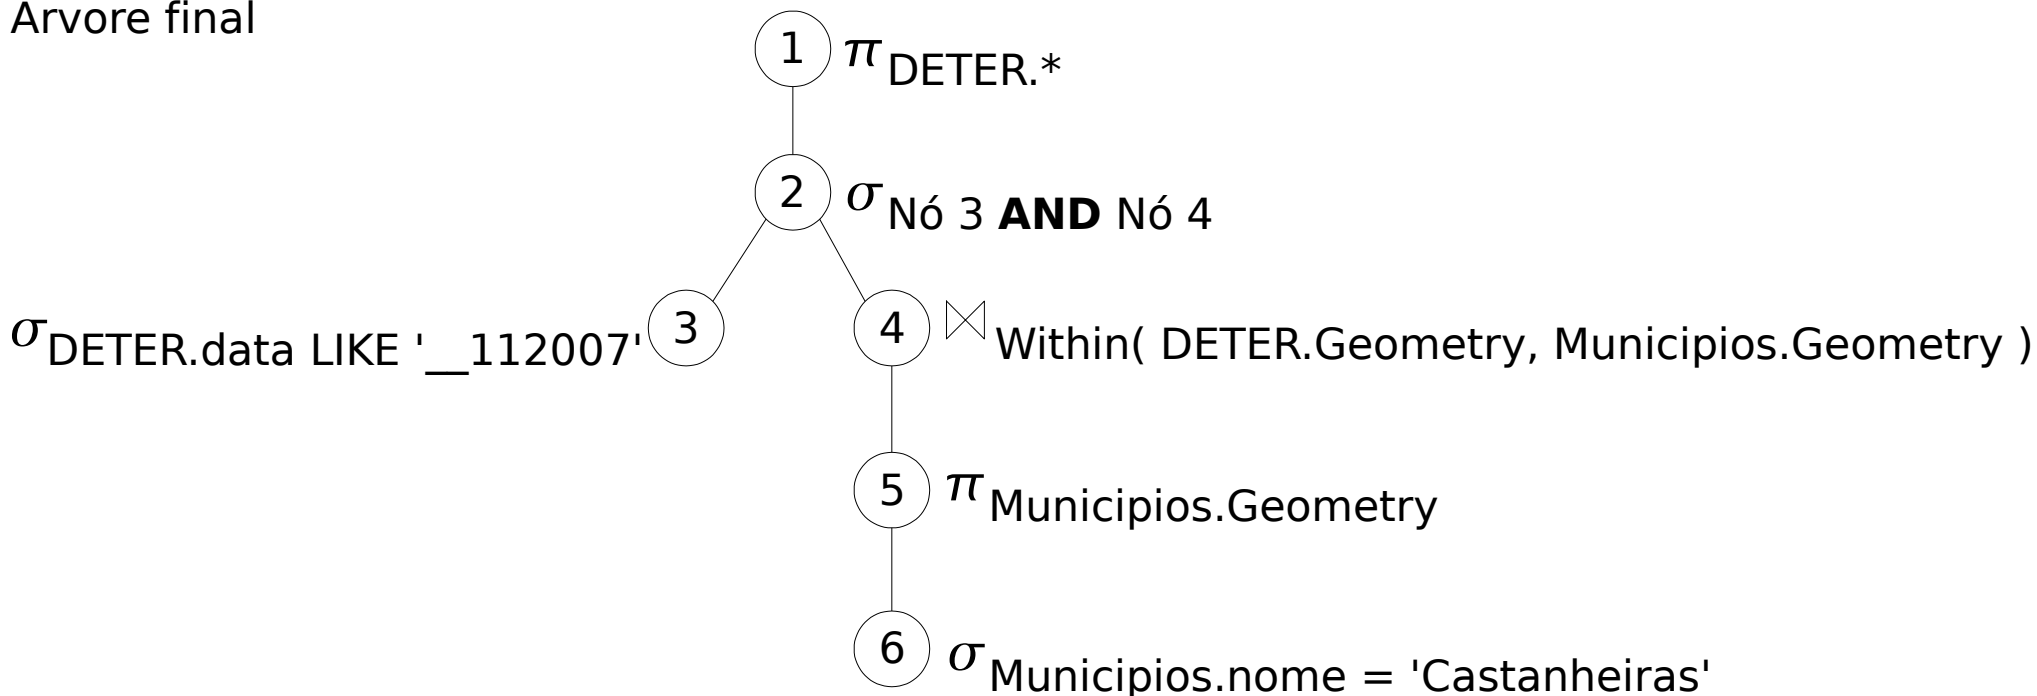 Arvore final
1 π DETER.*
2 σ Nó 3 AND Nó 4
σ DETER.data LIKE '__112007' 3
4 ⋈ Within( DETER.Geometry, Municipios.Geometry )
5 π Municipios.Geometry
6 σ Municipios.nome = 'Castanheiras'